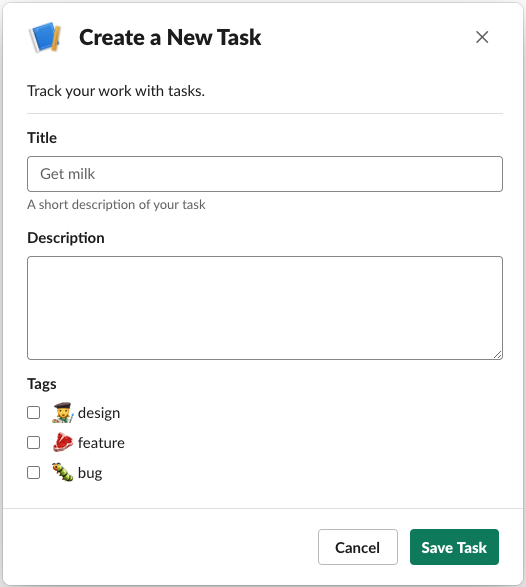 Create a New Task
Track your work with tasks.
Title
Get milk
A short description of your task
Description
Tags
design
feature
bug
Cancel
Save Task